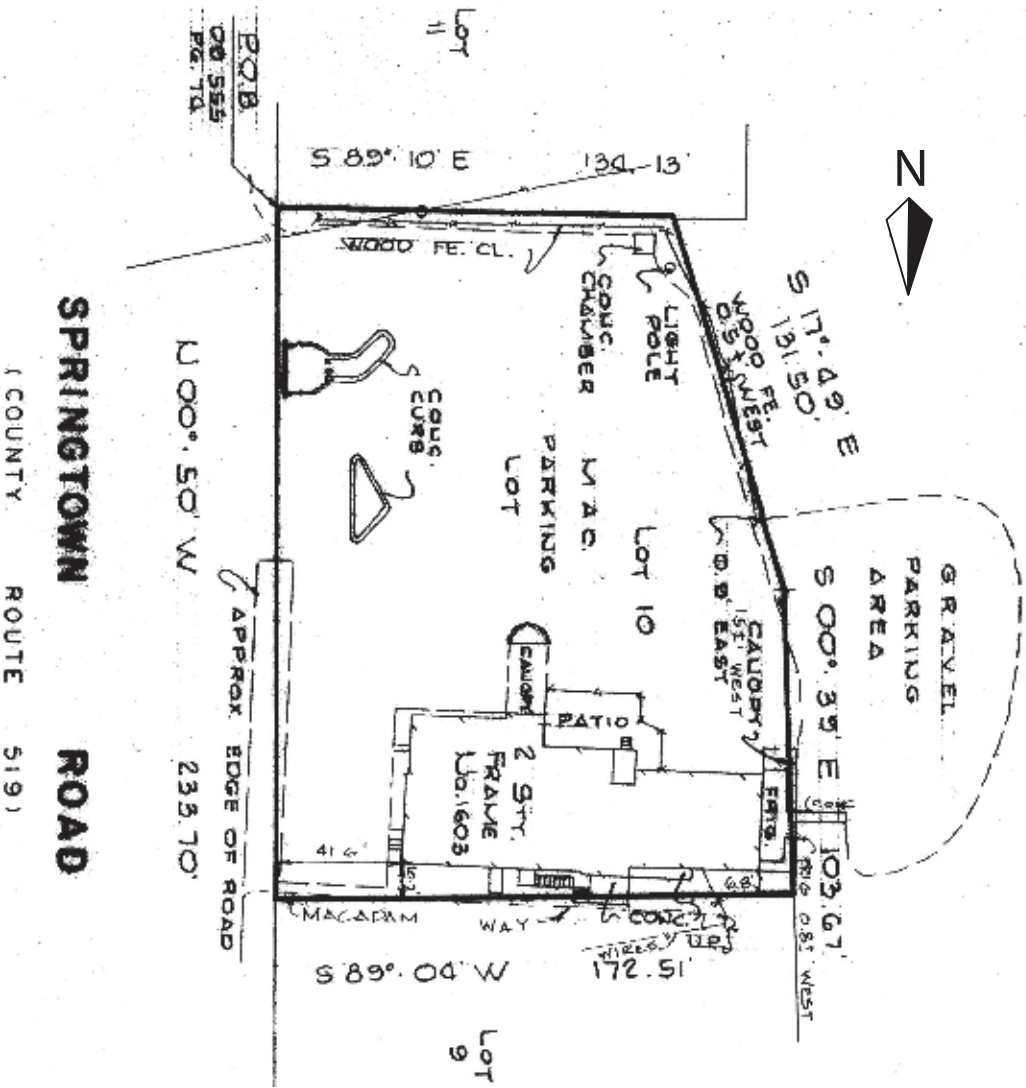 LOT
11
P.O.B.
DB 555
PG. 70
S 89°. 10' E
134.13'
N
WOOD FE. CL.
CONC.
CHAMBER
LIGHT
POLE
S 17°. 49' E
131.50'
WOOD FE.
0.5± WEST
CONC.
CURB
MAC.
PARKING
LOT
LOT 10
0.8' EAST
CANOPY
WEST
GRAVEL
PARKING
AREA
S 00°. 35' E
103.67'
N 00°. 50' W
233.70'
APPROX. EDGE OF ROAD
SPRINGTOWN ROAD
(COUNTY ROUTE 519)
CANOPY
PATIO
2 STY.
FRAME
No. 1603
FRIG.
FRIG 0.8± WEST
41.6'
6.8'
MACADAM
WAY
CONC.
WIRES
U.P.
S 89°. 04' W
172.51'
LOT
9